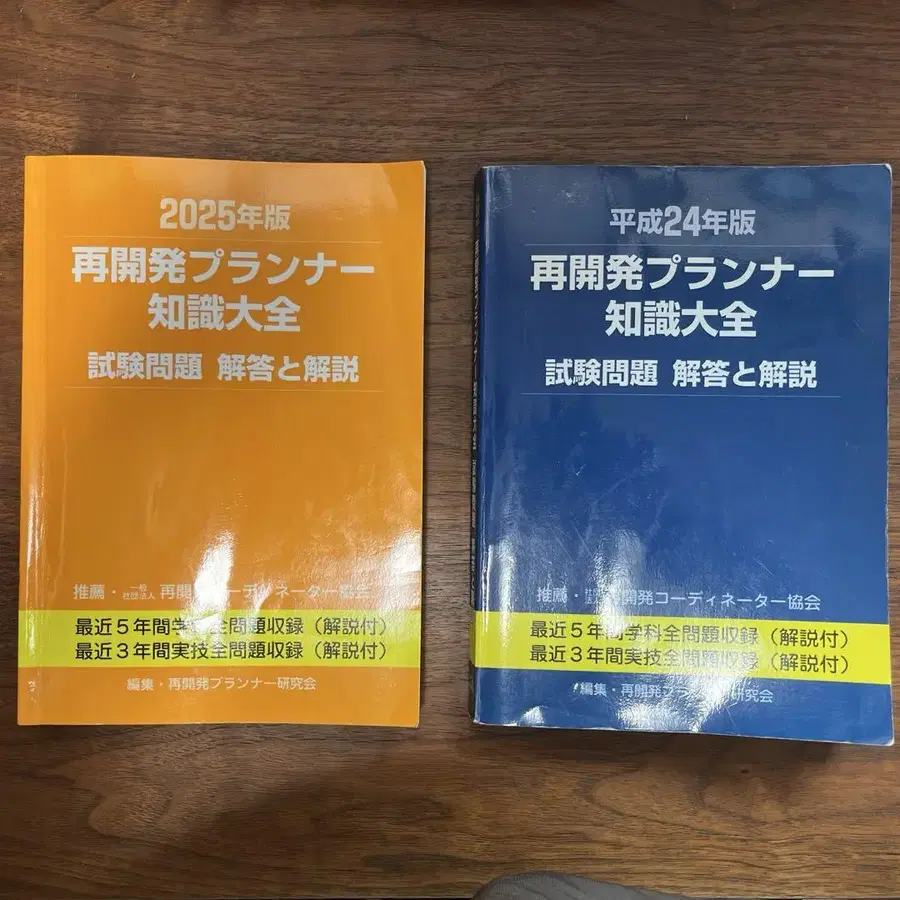 2025年版
再開発プランナー
知識大全
試験問題 解答と解説
推薦・一般社団法人 再開 コーディネーター協会
最近5年間学科全問題収録（解説付）
最近3年間実技全問題収録（解説付）
編集・再開発プランナー研究会
平成24年版
再開発プランナー
知識大全
試験問題 解答と解説
推薦・ 開発コーディネーター協会
最近5年間学科全問題収録（解説付）
最近3年間実技全問題収録（解説付）
編集・再開発プランナー研究会